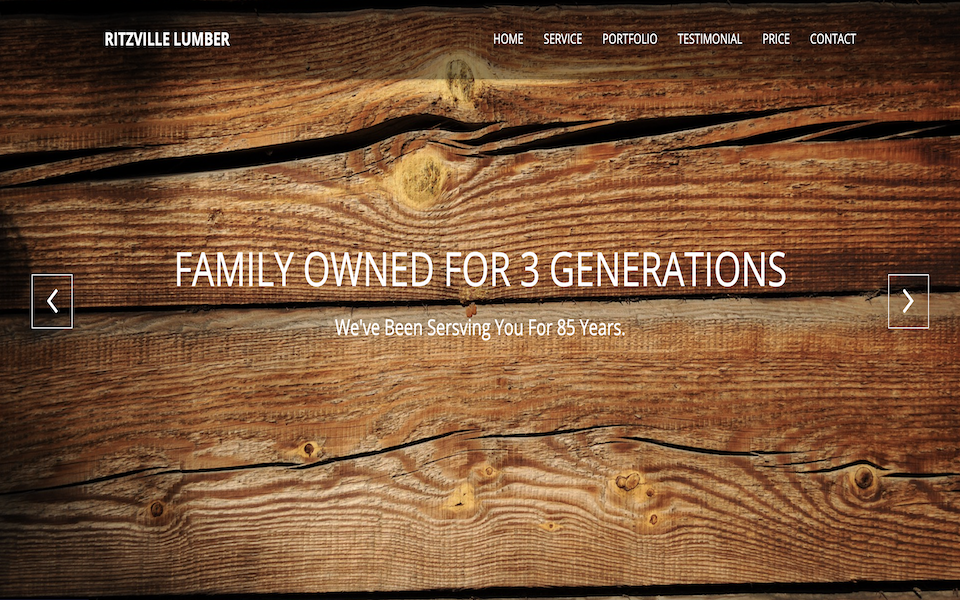 RITZVILLE LUMBER
HOME SERVICE PORTFOLIO TESTIMONIAL PRICE CONTACT
FAMILY OWNED FOR 3 GENERATIONS
We've Been Sersving You For 85 Years.